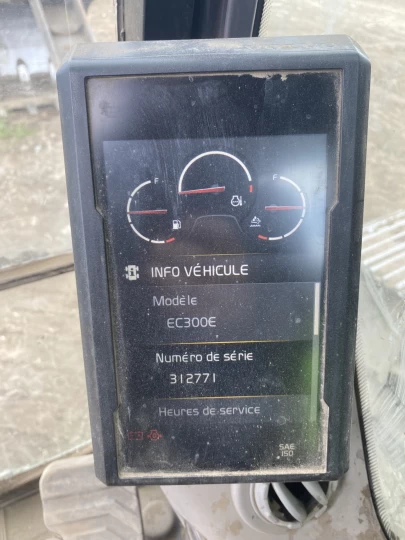 F
F
INFO VÉHICULE
Modèle
EC300E
Numéro de série
312771
Heures de service
SAE
ISO